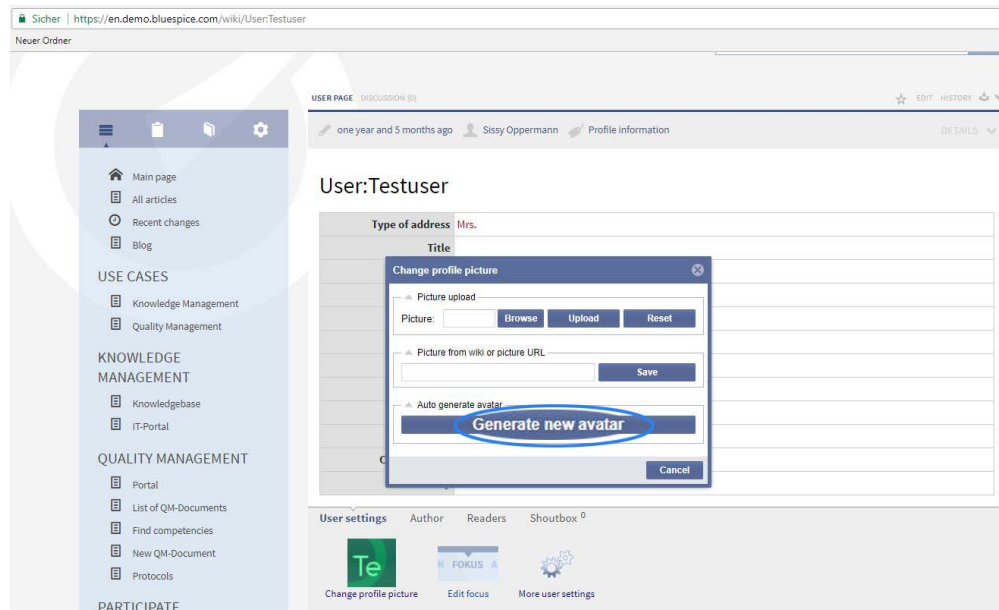 Sicher | https://en.demo.bluespice.com/wiki/User:Testuser
Neuer Ordner
USER PAGE DISCUSSION (0) EDIT HISTORY
one year and 5 months ago Sissy Oppermann Profile information DETAILS
Main page
All articles
Recent changes
Blog
USE CASES
Knowledge Management
Quality Management
KNOWLEDGE
MANAGEMENT
Knowledgebase
IT-Portal
QUALITY MANAGEMENT
Portal
List of QM-Documents
Find competencies
New QM-Document
Protocols
PARTICIPATE
User:Testuser
Type of address Mrs.
Title
Change profile picture
Picture upload
Picture: Browse Upload Reset
Picture from wiki or picture URL
Save
Auto generate avatar
Generate new avatar
C
Cancel
User settings Author Readers Shoutbox 0
Te N FOKUS A
Change profile picture Edit focus More user settings